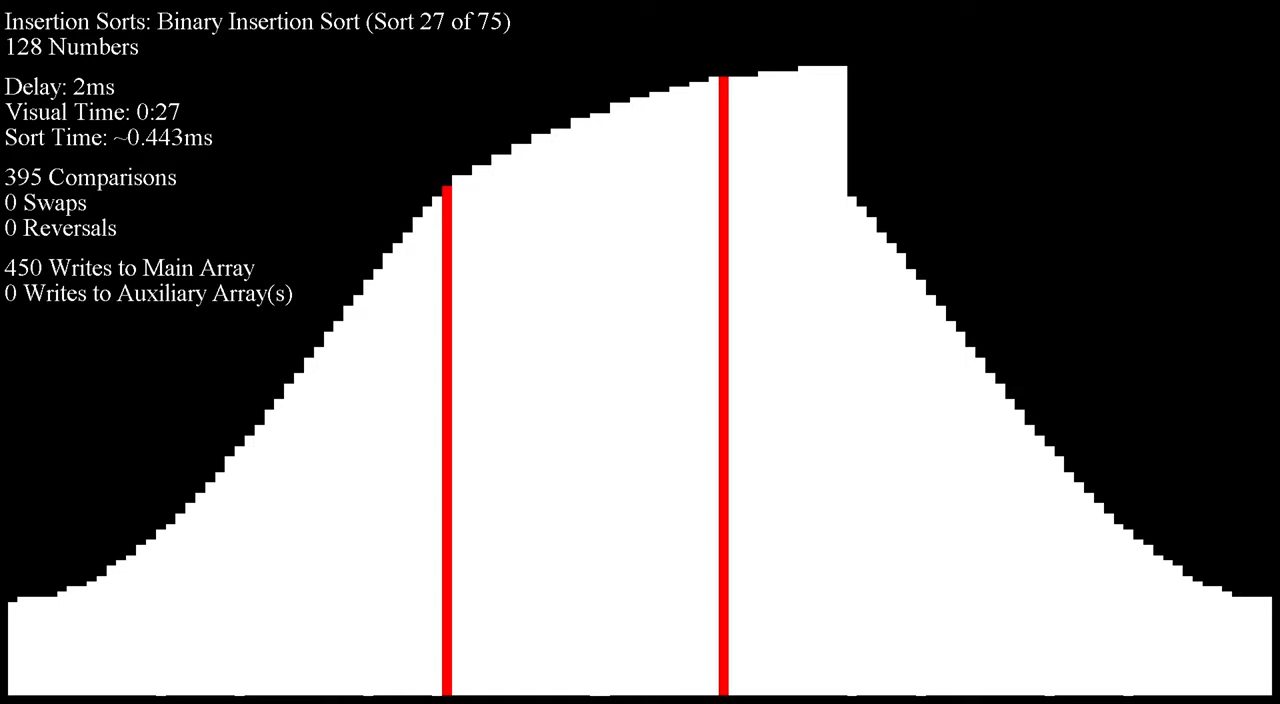 Insertion Sorts: Binary Insertion Sort (Sort 27 of 75)
128 Numbers
Delay: 2ms
Visual Time: 0:27
Sort Time: ~0.443ms
395 Comparisons
0 Swaps
0 Reversals
450 Writes to Main Array
0 Writes to Auxiliary Array(s)